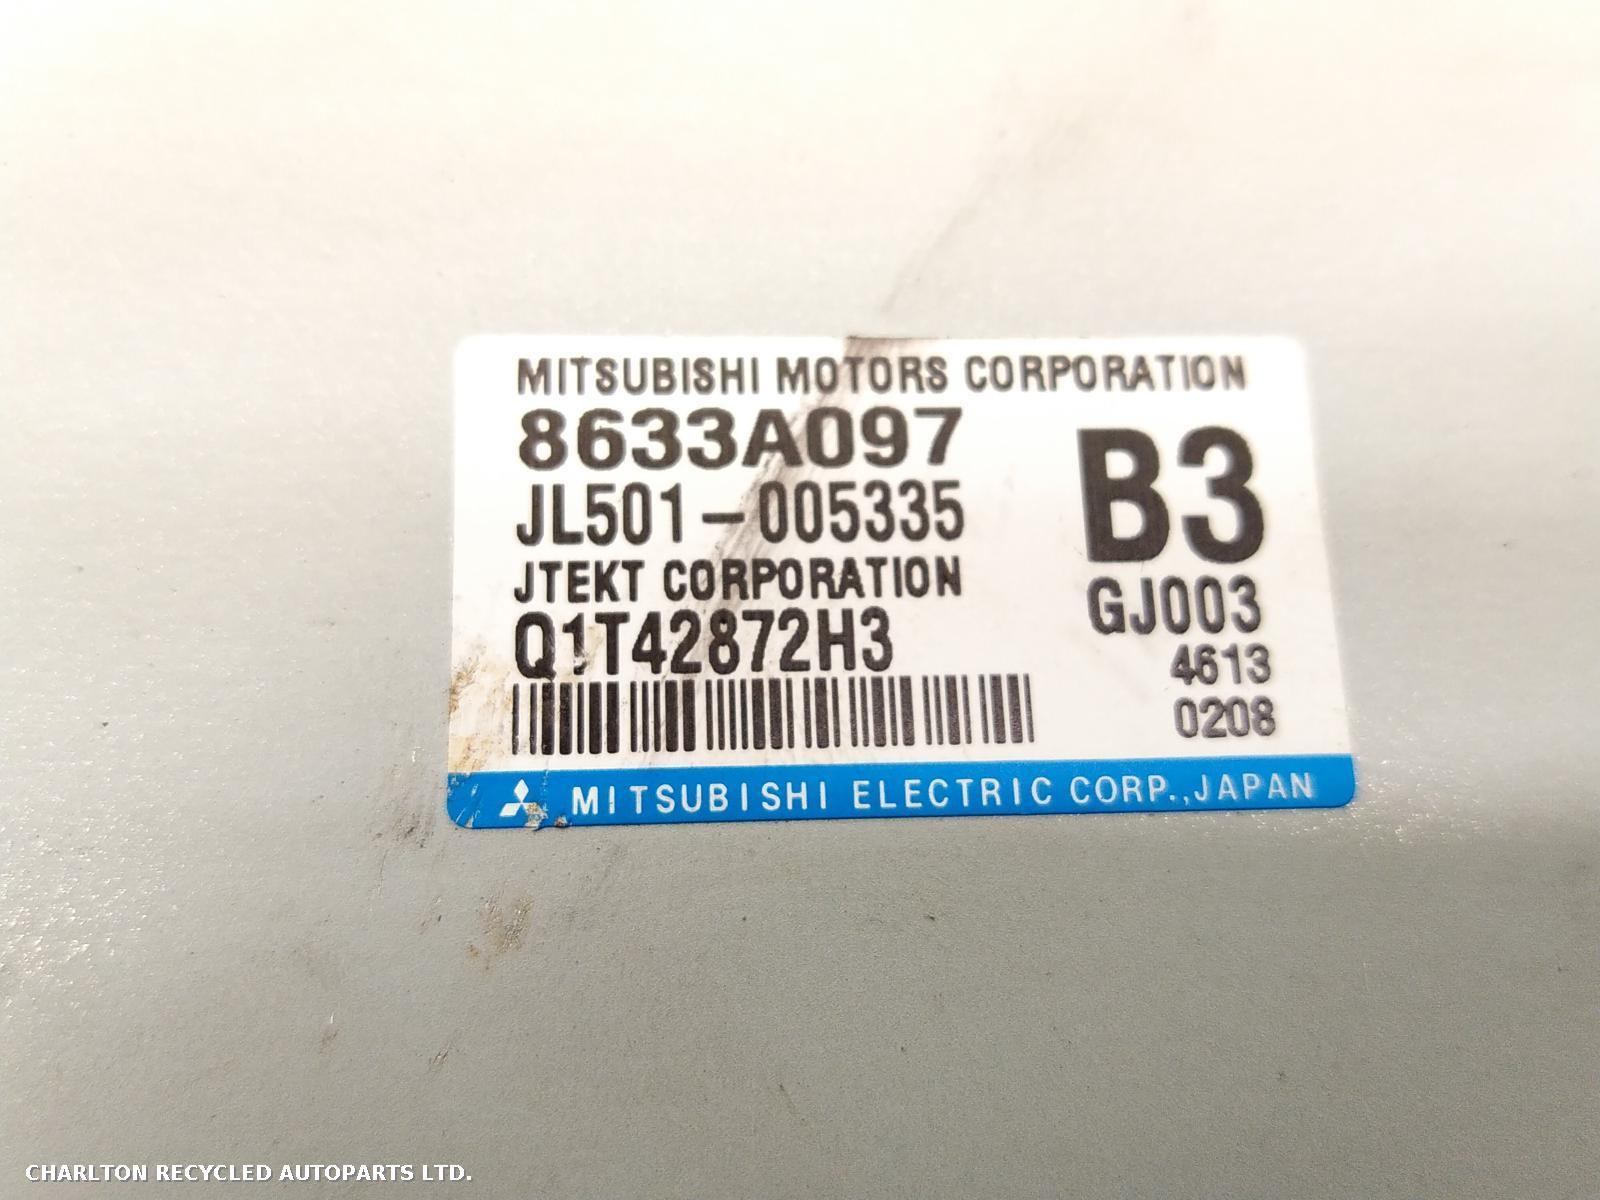 MITSUBISHI MOTORS CORPORATION
8633A097
JL501-005335
JTEKT CORPORATION
Q1T42872H3
B3
GJ003
4613
0208
MITSUBISHI ELECTRIC CORP., JAPAN
CHARLTON RECYCLED AUTOPARTS LTD.